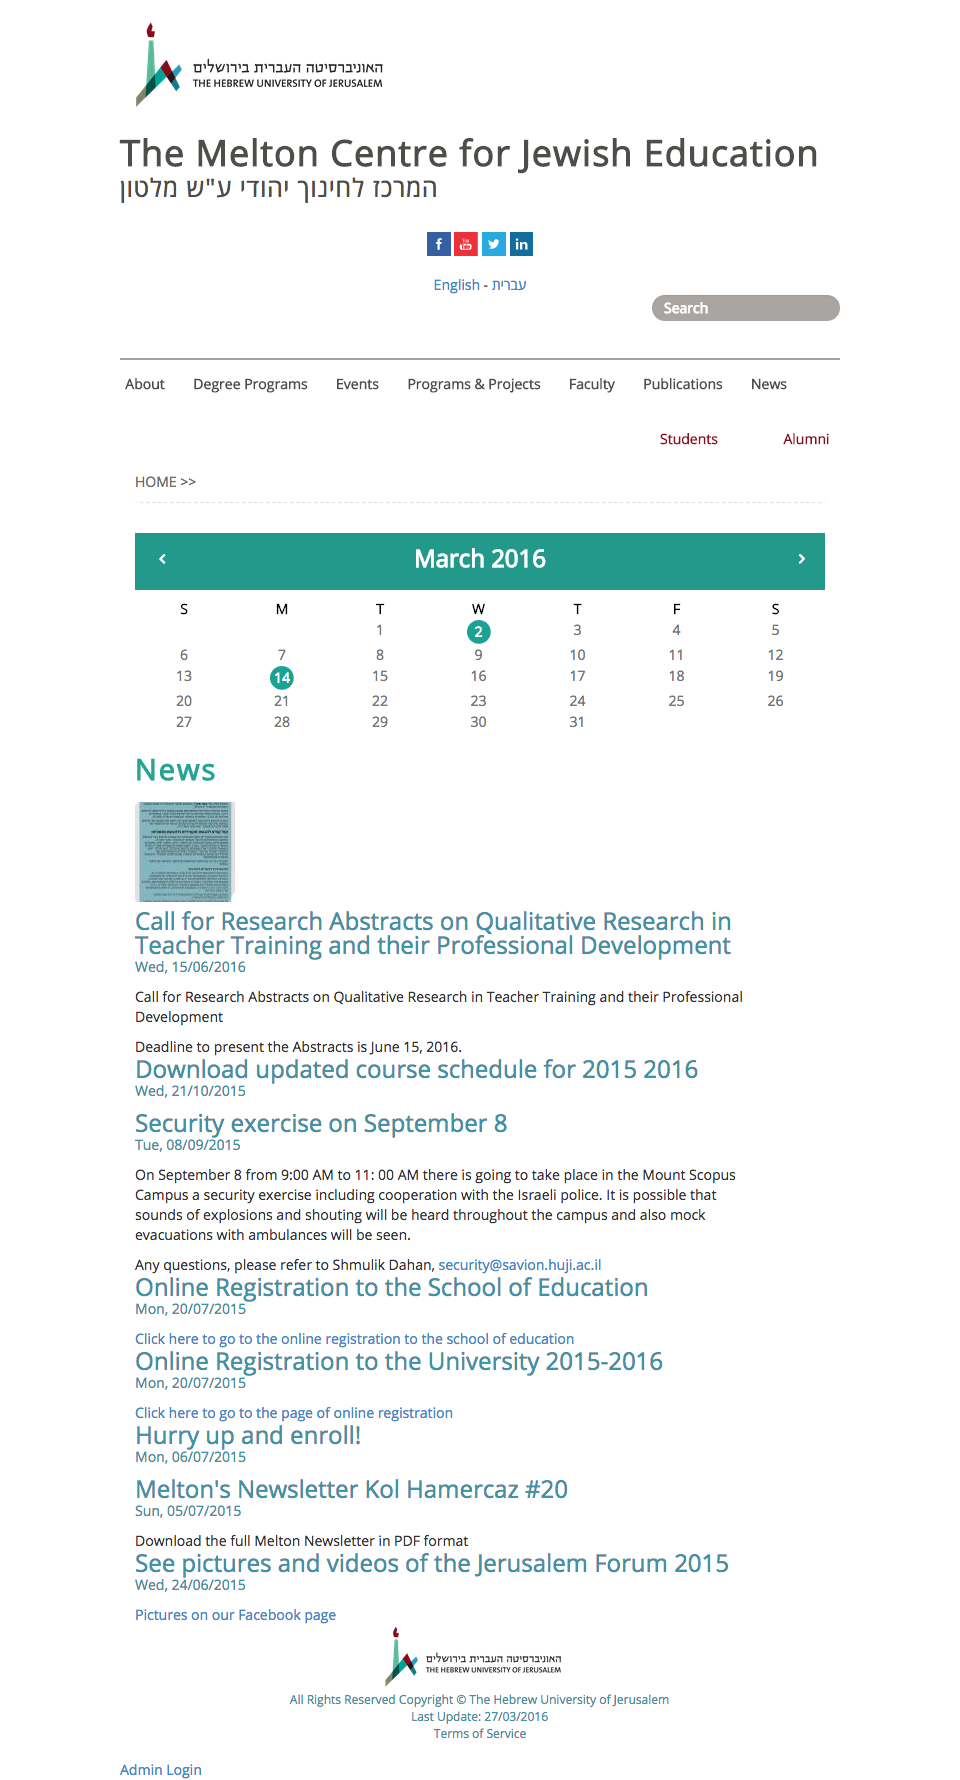 האוניברסיטה העברית בירושלים
THE HEBREW UNIVERSITY OF JERUSALEM
The Melton Centre for Jewish Education
המרכז לחינוך יהודי ע"ש מלטון
English - עברית
Search
About Degree Programs Events Programs & Projects Faculty Publications News
Students Alumni
HOME >>
March 2016
S M T W T F S
1 2 3 4 5
6 7 8 9 10 11 12
13 14 15 16 17 18 19
20 21 22 23 24 25 26
27 28 29 30 31
News
Call for Research Abstracts on Qualitative Research in
Teacher Training and their Professional Development
Wed, 15/06/2016
Call for Research Abstracts on Qualitative Research in Teacher Training and their Professional
Development
Deadline to present the Abstracts is June 15, 2016.
Download updated course schedule for 2015 2016
Wed, 21/10/2015
Security exercise on September 8
Tue, 08/09/2015
On September 8 from 9:00 AM to 11: 00 AM there is going to take place in the Mount Scopus
Campus a security exercise including cooperation with the Israeli police. It is possible that
sounds of explosions and shouting will be heard throughout the campus and also mock
evacuations with ambulances will be seen.
Any questions, please refer to Shmulik Dahan, security@savion.huji.ac.il
Online Registration to the School of Education
Mon, 20/07/2015
Click here to go to the online registration to the school of education
Online Registration to the University 2015-2016
Mon, 20/07/2015
Click here to go to the page of online registration
Hurry up and enroll!
Mon, 06/07/2015
Melton's Newsletter Kol Hamercaz #20
Sun, 05/07/2015
Download the full Melton Newsletter in PDF format
See pictures and videos of the Jerusalem Forum 2015
Wed, 24/06/2015
Pictures on our Facebook page
האוניברסיטה העברית בירושלים
THE HEBREW UNIVERSITY OF JERUSALEM
All Rights Reserved Copyright © The Hebrew University of Jerusalem
Last Update: 27/03/2016
Terms of Service
Admin Login